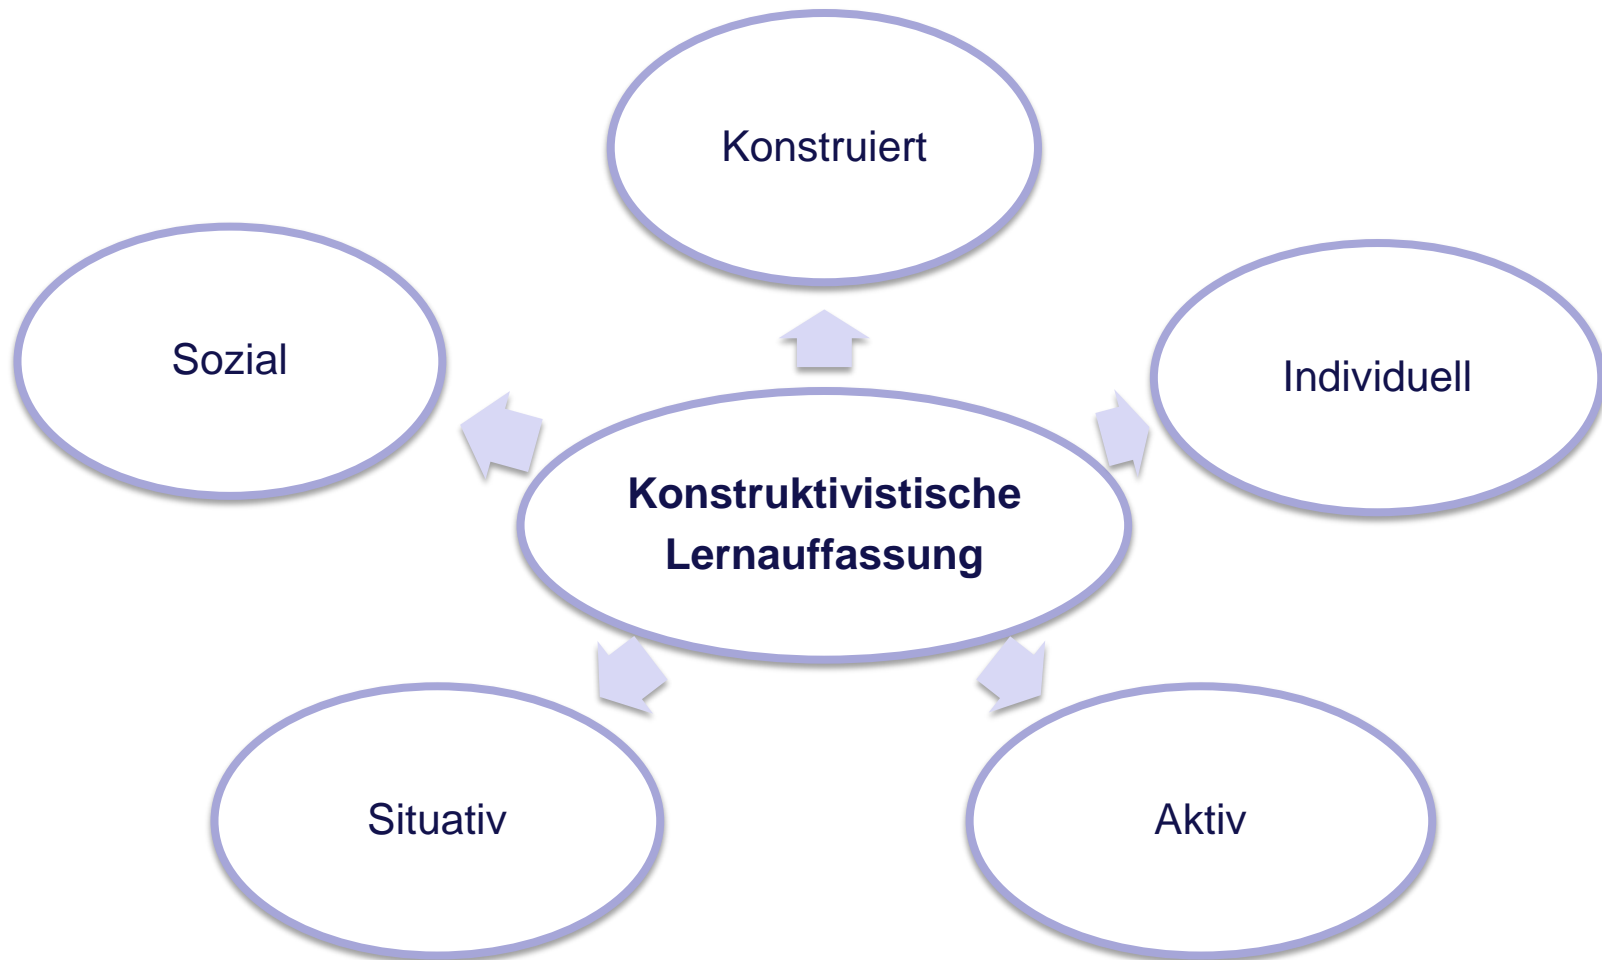 Konstruiert
Sozial
Individuell
Konstruktivistische
Lernauffassung
Situativ
Aktiv